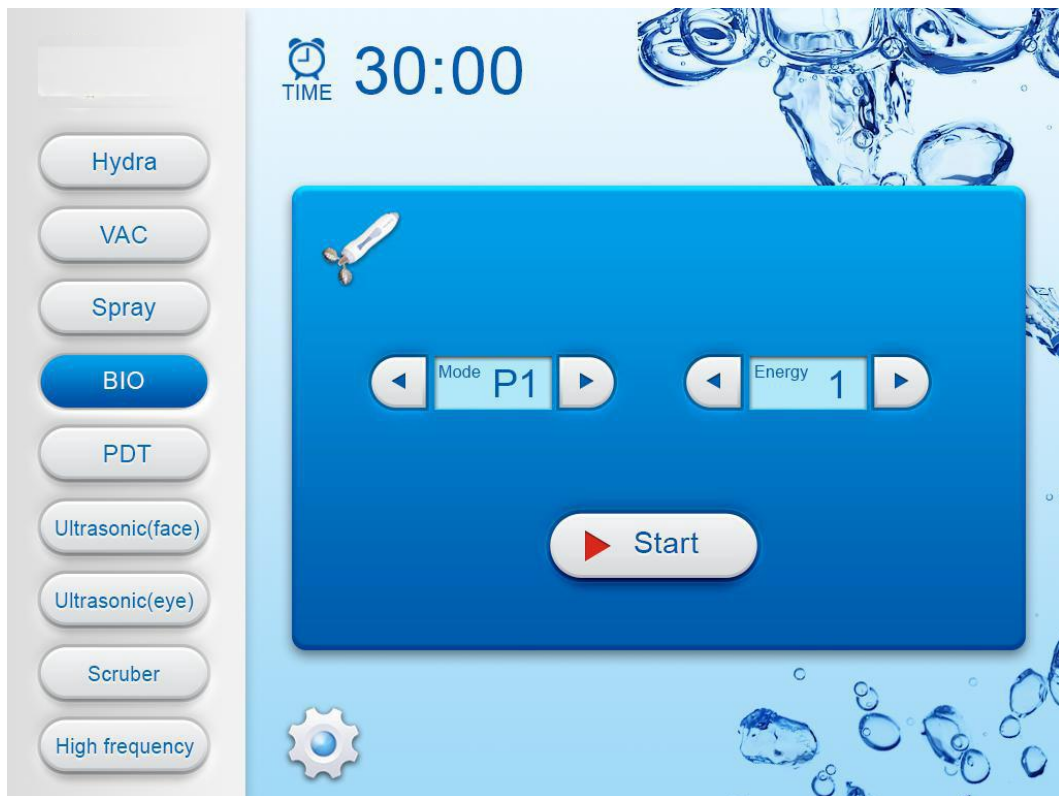 TIME 30:00
Hydra
VAC
Spray
BIO
PDT
Ultrasonic(face)
Ultrasonic(eye)
Scruber
High frequency
Mode P1
Energy 1
Start